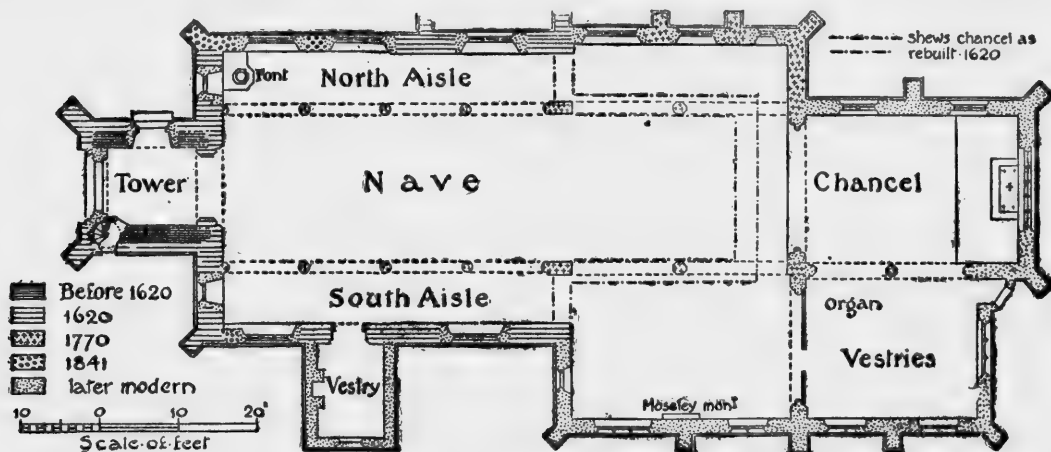 shews chancel as
rebuilt·1620
Font
North Aisle
Tower
Nave
Chancel
South Aisle
organ
Vestries
Vestry
Moseley monᵗ
Before 1620
1620
1770
1841
later modern
10 0 10 20'
Scale·of·feet